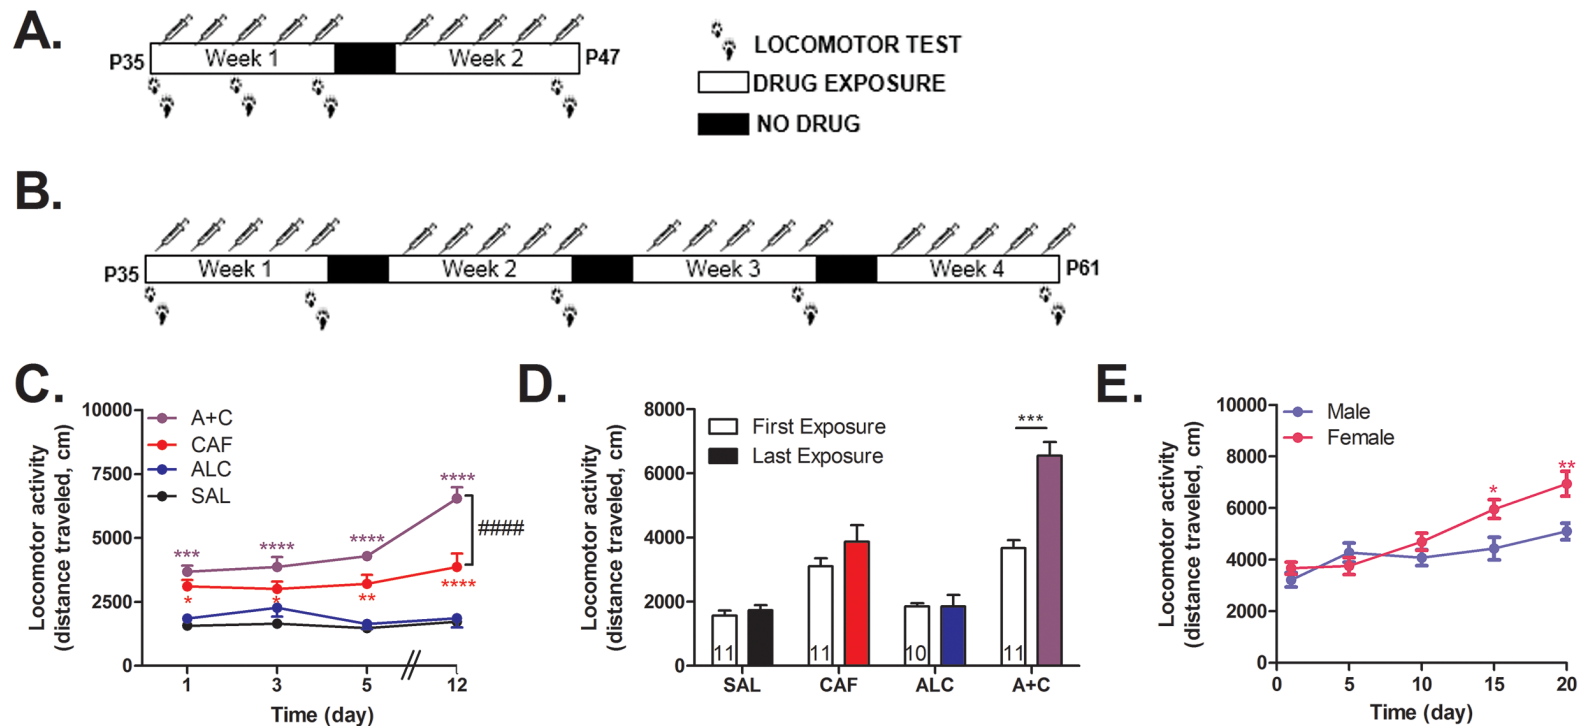 A.
P35
Week 1
Week 2
P47
LOCOMOTOR TEST
DRUG EXPOSURE
NO DRUG
B.
P35
Week 1
Week 2
Week 3
Week 4
P61
C.
Locomotor activity
(distance traveled, cm)
10000
7500
5000
2500
0
A+C
CAF
ALC
SAL
***
****
****
****
####
*
*
**
****
1
3
5
12
Time (day)
D.
Locomotor activity
(distance traveled, cm)
8000
6000
4000
2000
0
First Exposure
Last Exposure
***
11
11
10
11
SAL
CAF
ALC
A+C
E.
Locomotor activity
(distance traveled, cm)
10000
8000
6000
4000
2000
0
Male
Female
*
**
0
5
10
15
20
Time (day)